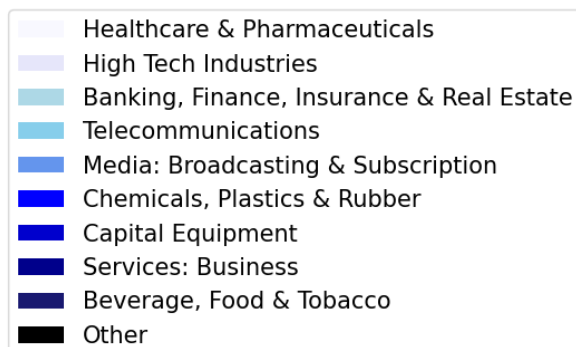 Healthcare & Pharmaceuticals
High Tech Industries
Banking, Finance, Insurance & Real Estate
Telecommunications
Media: Broadcasting & Subscription
Chemicals, Plastics & Rubber
Capital Equipment
Services: Business
Beverage, Food & Tobacco
Other